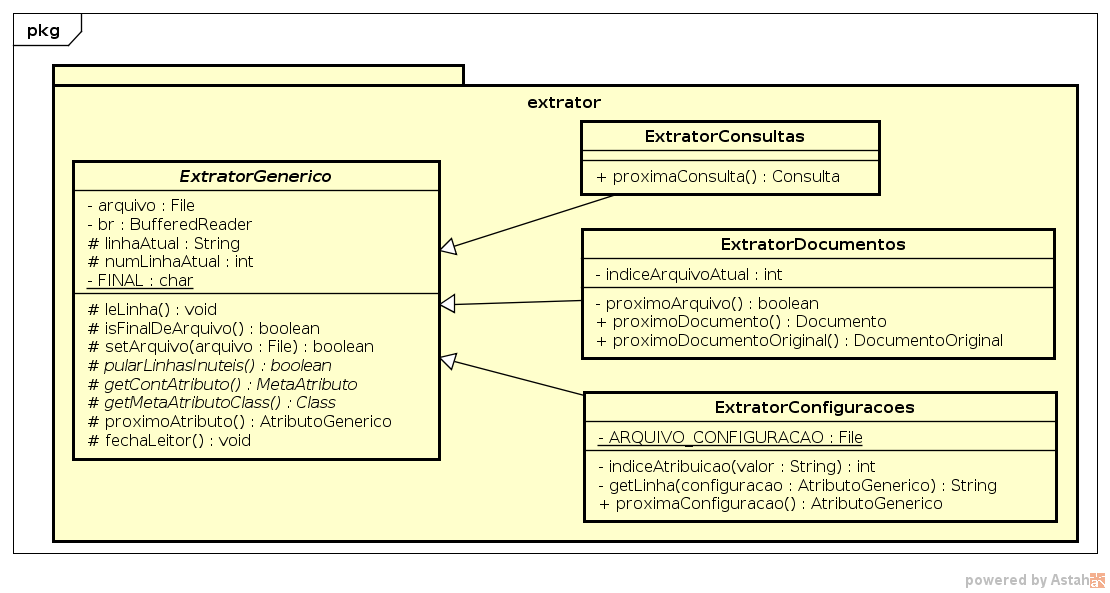 pkg
extrator
ExtratorGenerico
- arquivo : File
- br : BufferedReader
# linhaAtual : String
# numLinhaAtual : int
- FINAL : char
# leLinha() : void
# isFinalDeArquivo() : boolean
# setArquivo(arquivo : File) : boolean
# pularLinhasInuteis() : boolean
# getContAtributo() : MetaAtributo
# getMetaAtributoClass() : Class
# proximoAtributo() : AtributoGenerico
# fechaLeitor() : void
ExtratorConsultas
+ proximaConsulta() : Consulta
ExtratorDocumentos
- indiceArquivoAtual : int
- proximoArquivo() : boolean
+ proximoDocumento() : Documento
+ proximoDocumentoOriginal() : DocumentoOriginal
ExtratorConfiguracoes
- ARQUIVO_CONFIGURACAO : File
- indiceAtribuicao(valor : String) : int
- getLinha(configuracao : AtributoGenerico) : String
+ proximaConfiguracao() : AtributoGenerico
powered by Astah